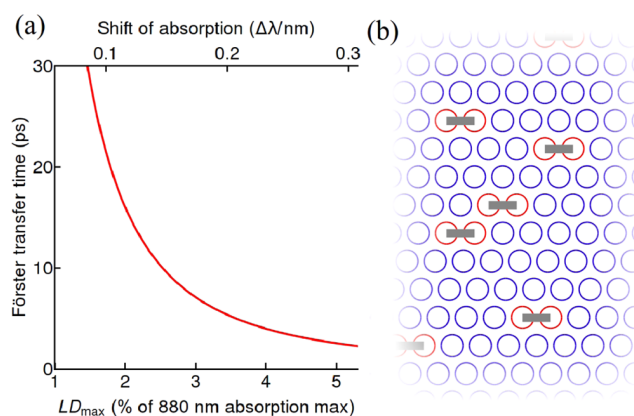 (a)
Shift of absorption (Δλ/nm)
0.1 0.2 0.3
Förster transfer time (ps)
30
20
10
0
1 2 3 4 5
LDmax (% of 880 nm absorption max)
(b)